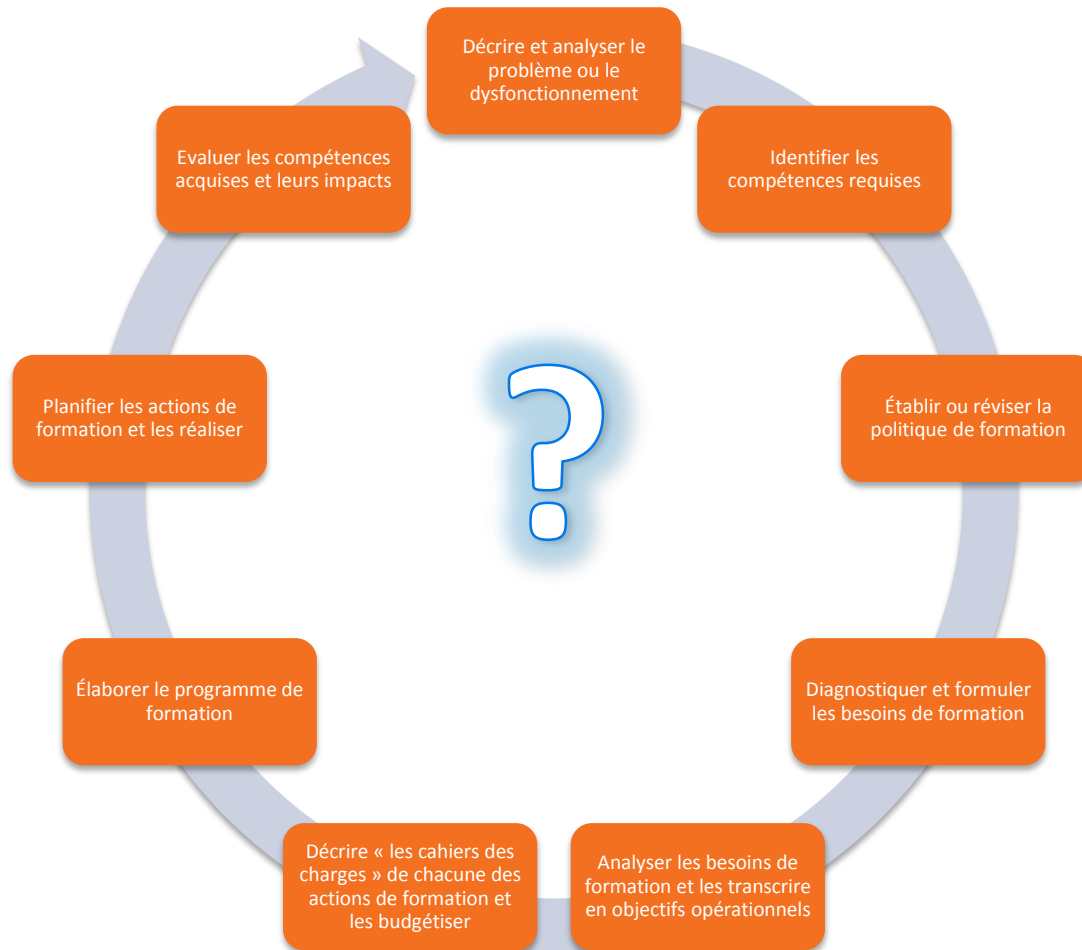 Décrire et analyser le
problème ou le
dysfonctionnement
Identifier les
compétences requises
Établir ou réviser la
politique de formation
Diagnostiquer et formuler
les besoins de formation
Analyser les besoins de
formation et les transcrire
en objectifs opérationnels
Décrire « les cahiers des
charges » de chacune des
actions de formation et
les budgétiser
Élaborer le programme de
formation
Planifier les actions de
formation et les réaliser
Evaluer les compétences
acquises et leurs impacts
?